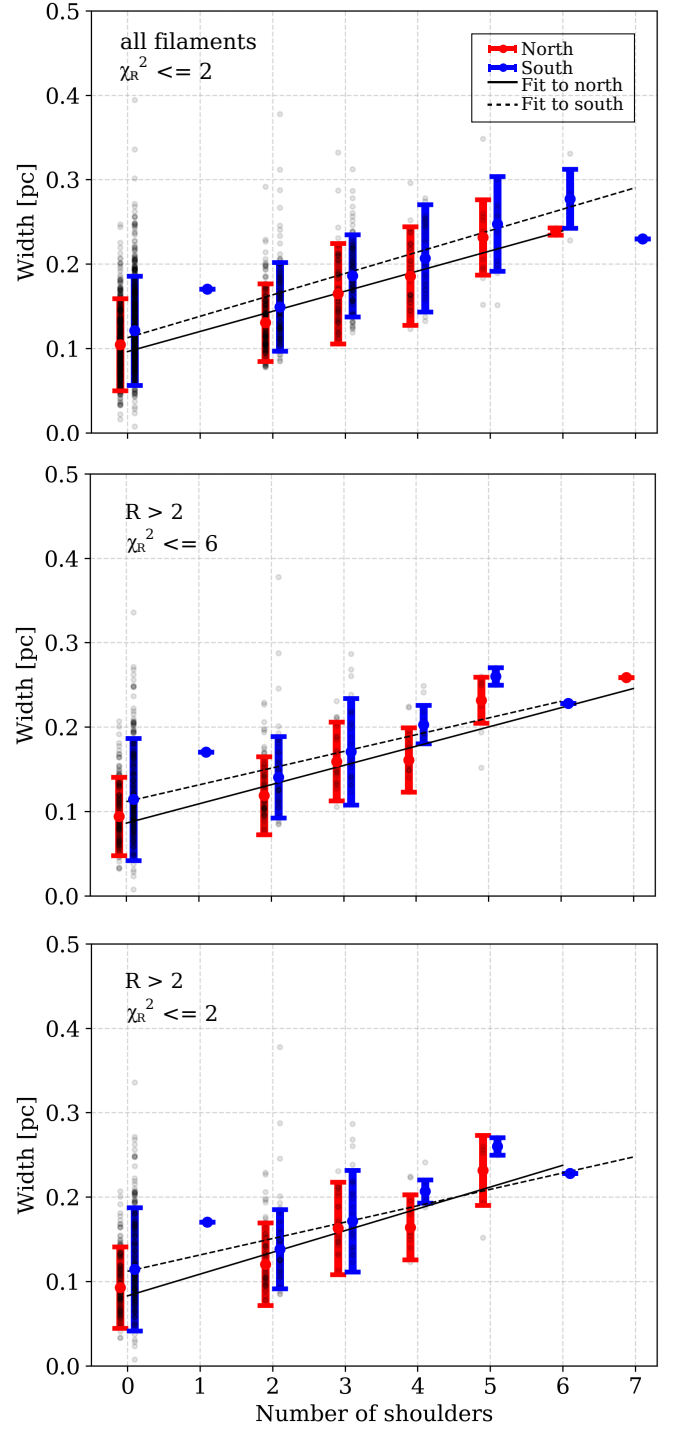 all filaments
χR² <= 2
North
South
Fit to north
Fit to south
Width [pc]
0.5
0.4
0.3
0.2
0.1
0.0
R > 2
χR² <= 6
Width [pc]
0.5
0.4
0.3
0.2
0.1
0.0
R > 2
χR² <= 2
Width [pc]
0.5
0.4
0.3
0.2
0.1
0.0
0 1 2 3 4 5 6 7
Number of shoulders